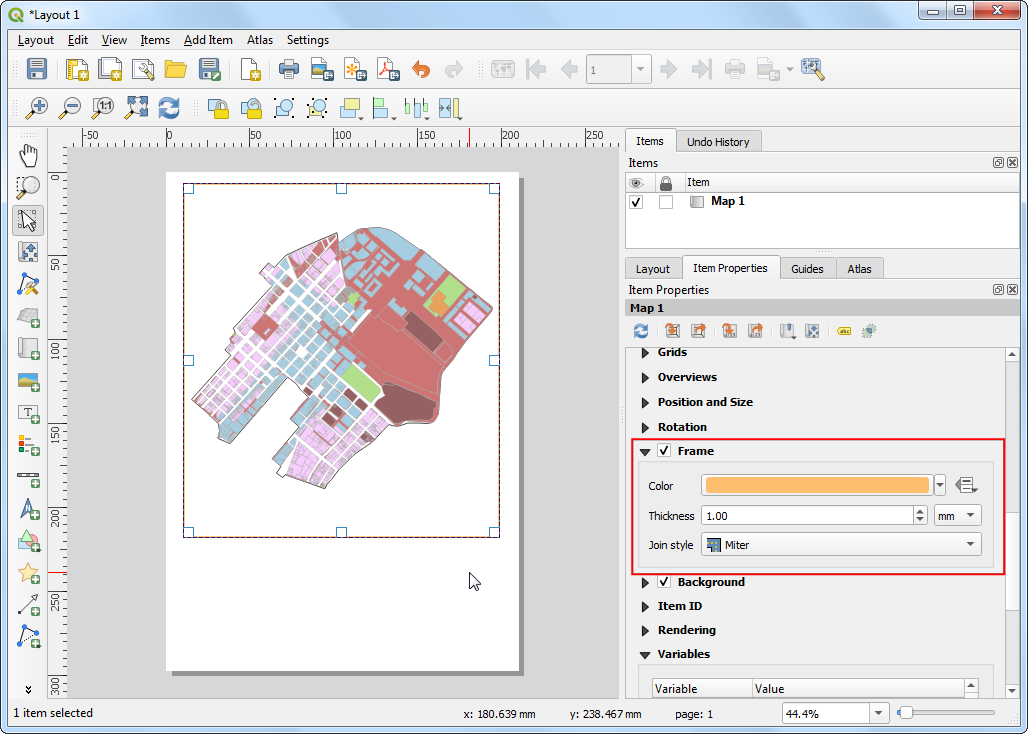 *Layout 1
Layout Edit View Items Add Item Atlas Settings
1:1
1
-50 0 50 100 150 200 250
0
50
100
150
200
250
300
T
Items Undo History
Items
Item
Map 1
Layout Item Properties Guides Atlas
Item Properties
Map 1
abc
Grids
Overviews
Position and Size
Rotation
Frame
Color
Thickness 1.00 mm
Join style Miter
Background
Item ID
Rendering
Variables
Variable Value
1 item selected x: 180.639 mm y: 238.467 mm page: 1 44.4%